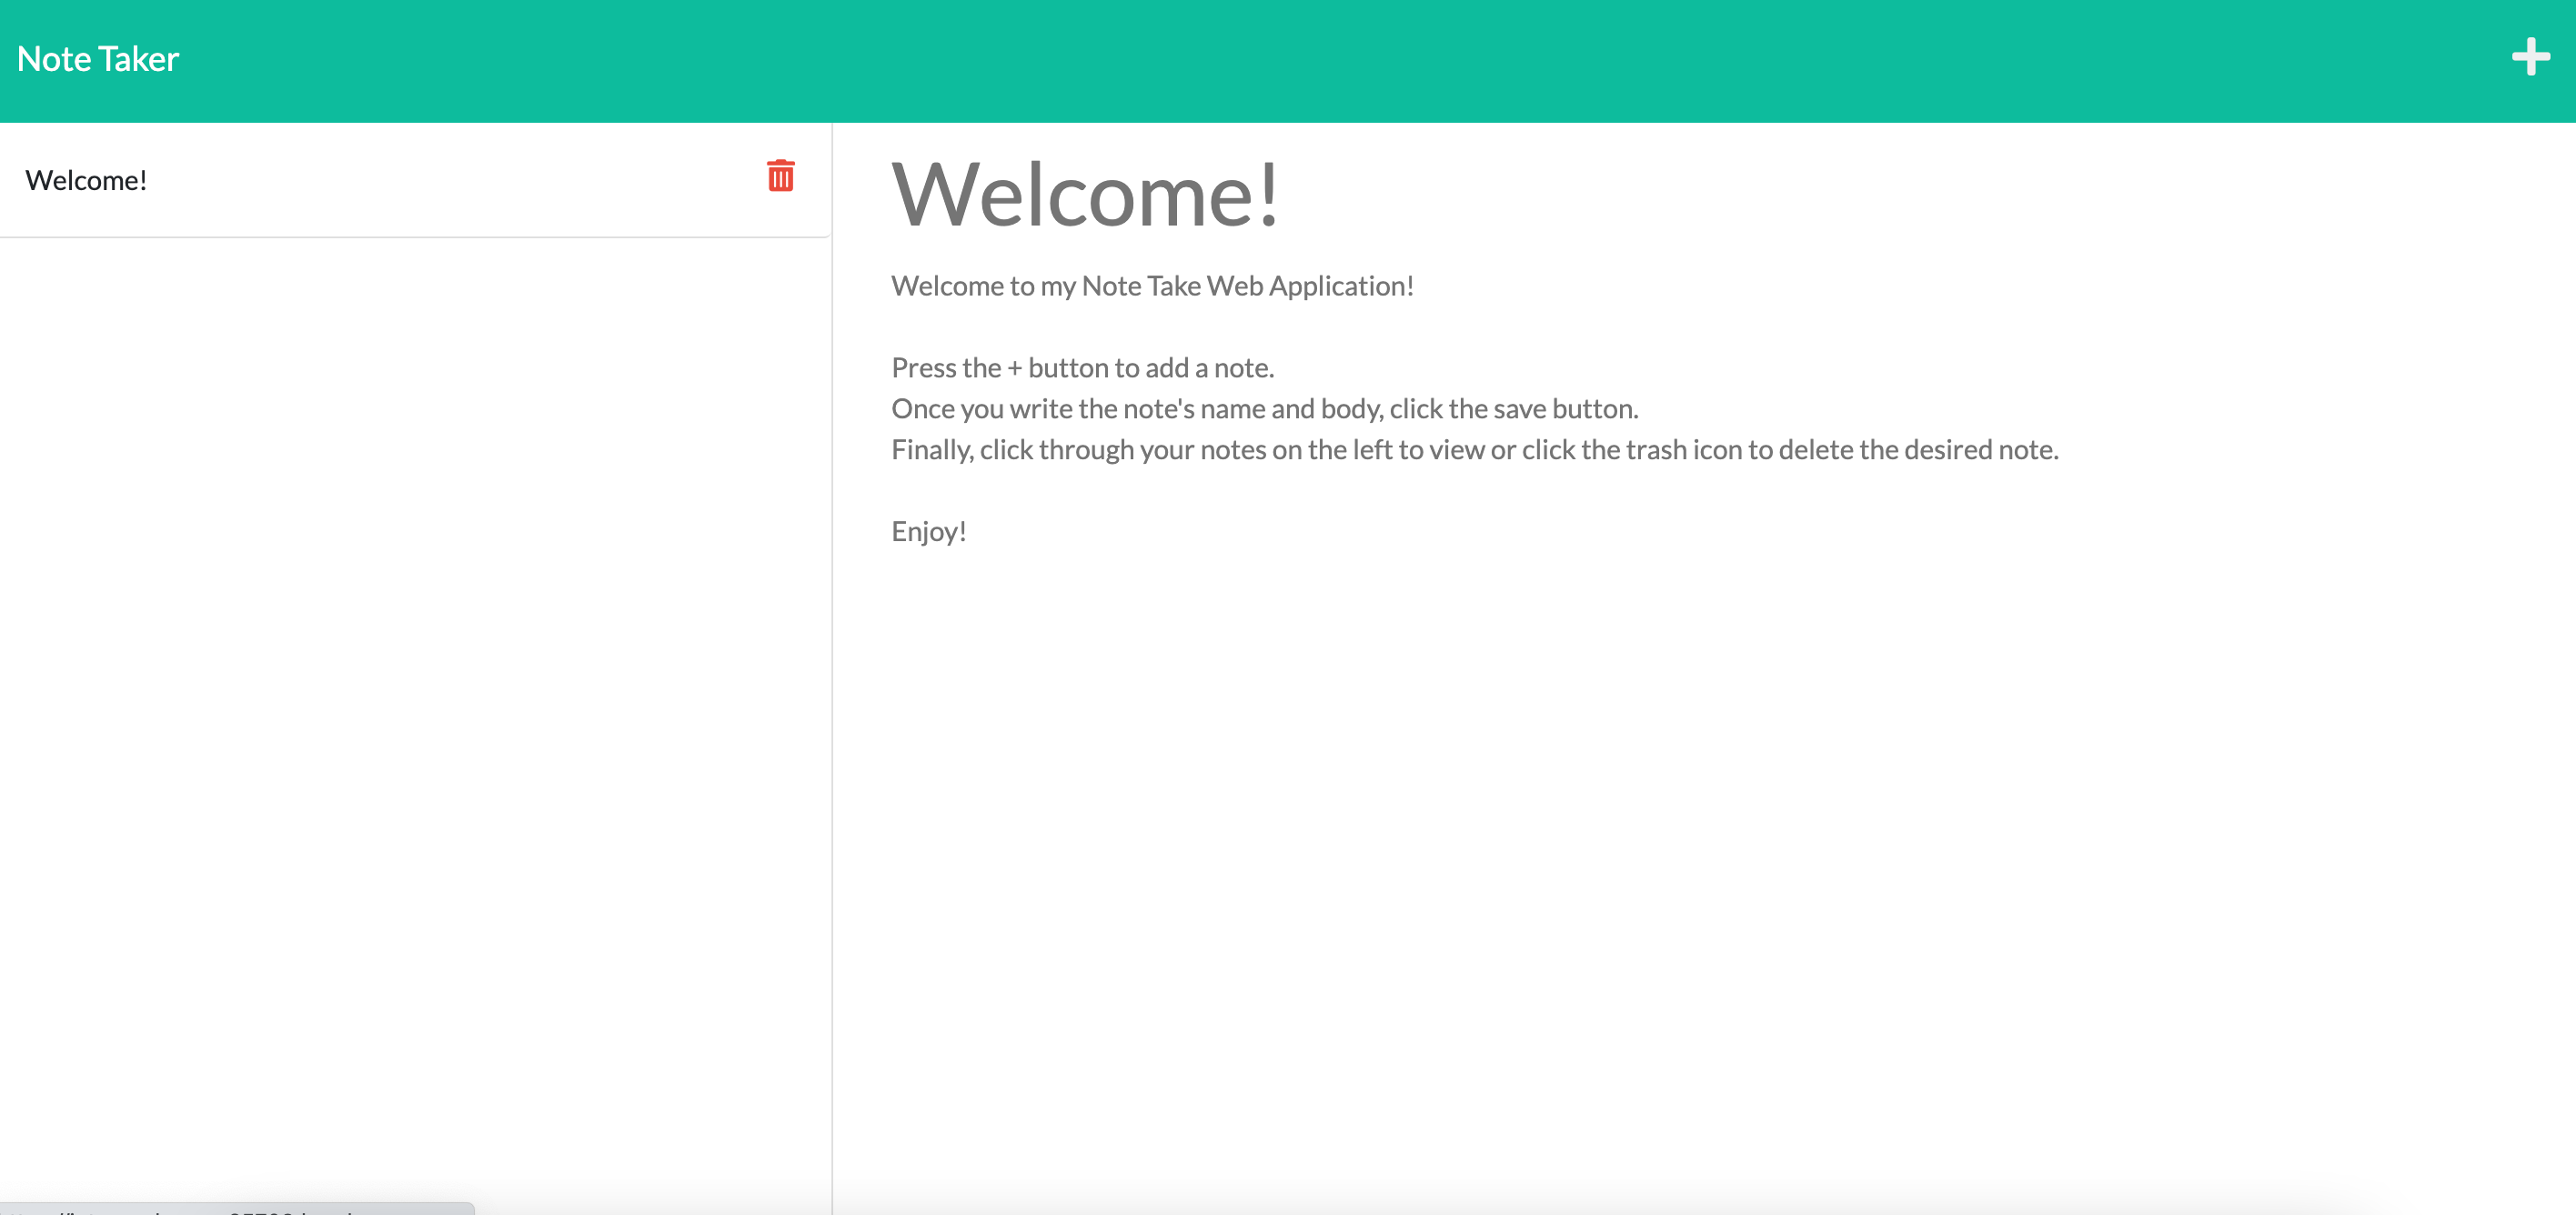 Note Taker
Welcome!
Welcome!
Welcome to my Note Take Web Application!
Press the + button to add a note.
Once you write the note's name and body, click the save button.
Finally, click through your notes on the left to view or click the trash icon to delete the desired note.
Enjoy!